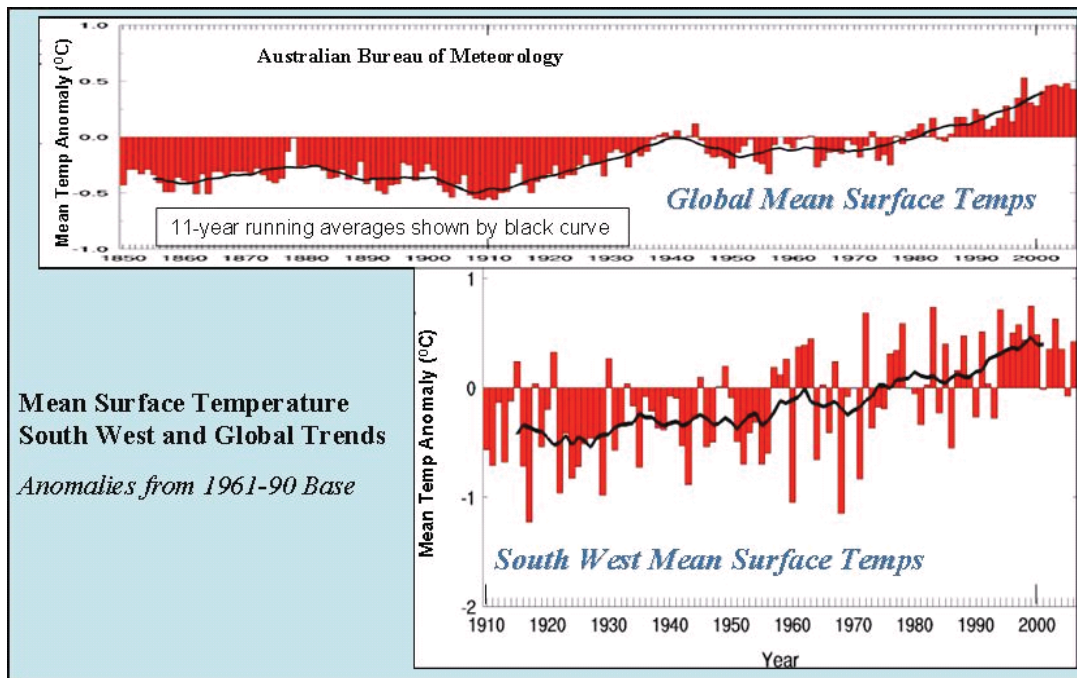 1.0
Australian Bureau of Meteorology
0.5
0.0
-0.5
-1.0
Mean Temp Anomaly (⁰C)
Global Mean Surface Temps
11-year running averages shown by black curve
1850 1860 1870 1880 1890 1900 1910 1920 1930 1940 1950 1960 1970 1980 1990 2000
Mean Surface Temperature
South West and Global Trends
Anomalies from 1961-90 Base
1
0
-1
-2
Mean Temp Anomaly (⁰C)
South West Mean Surface Temps
1910 1920 1930 1940 1950 1960 1970 1980 1990 2000
Year